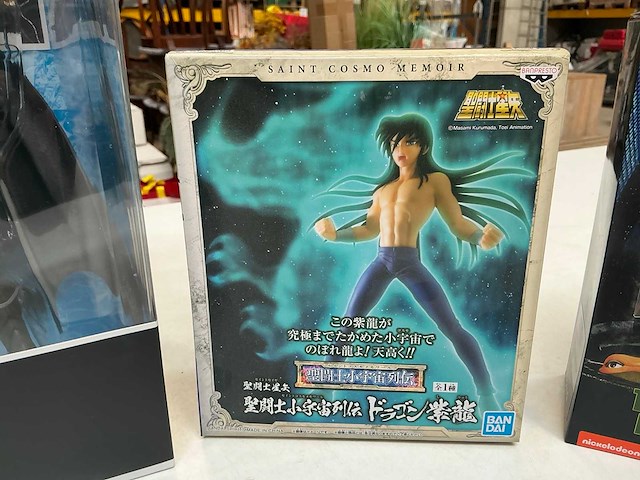 SAINT COSMO MEMOIR
BANPRESTO
聖闘士星矢
©Masami Kurumada, Toei Animation
この紫龍が
究極までたかめた小宇宙で
のぼれ龍よ!天高く!!
聖闘士小宇宙列伝
全1種
聖闘士星矢
聖闘士小宇宙列伝 ドラゴン紫龍
BAN
DAI
nickelodeon